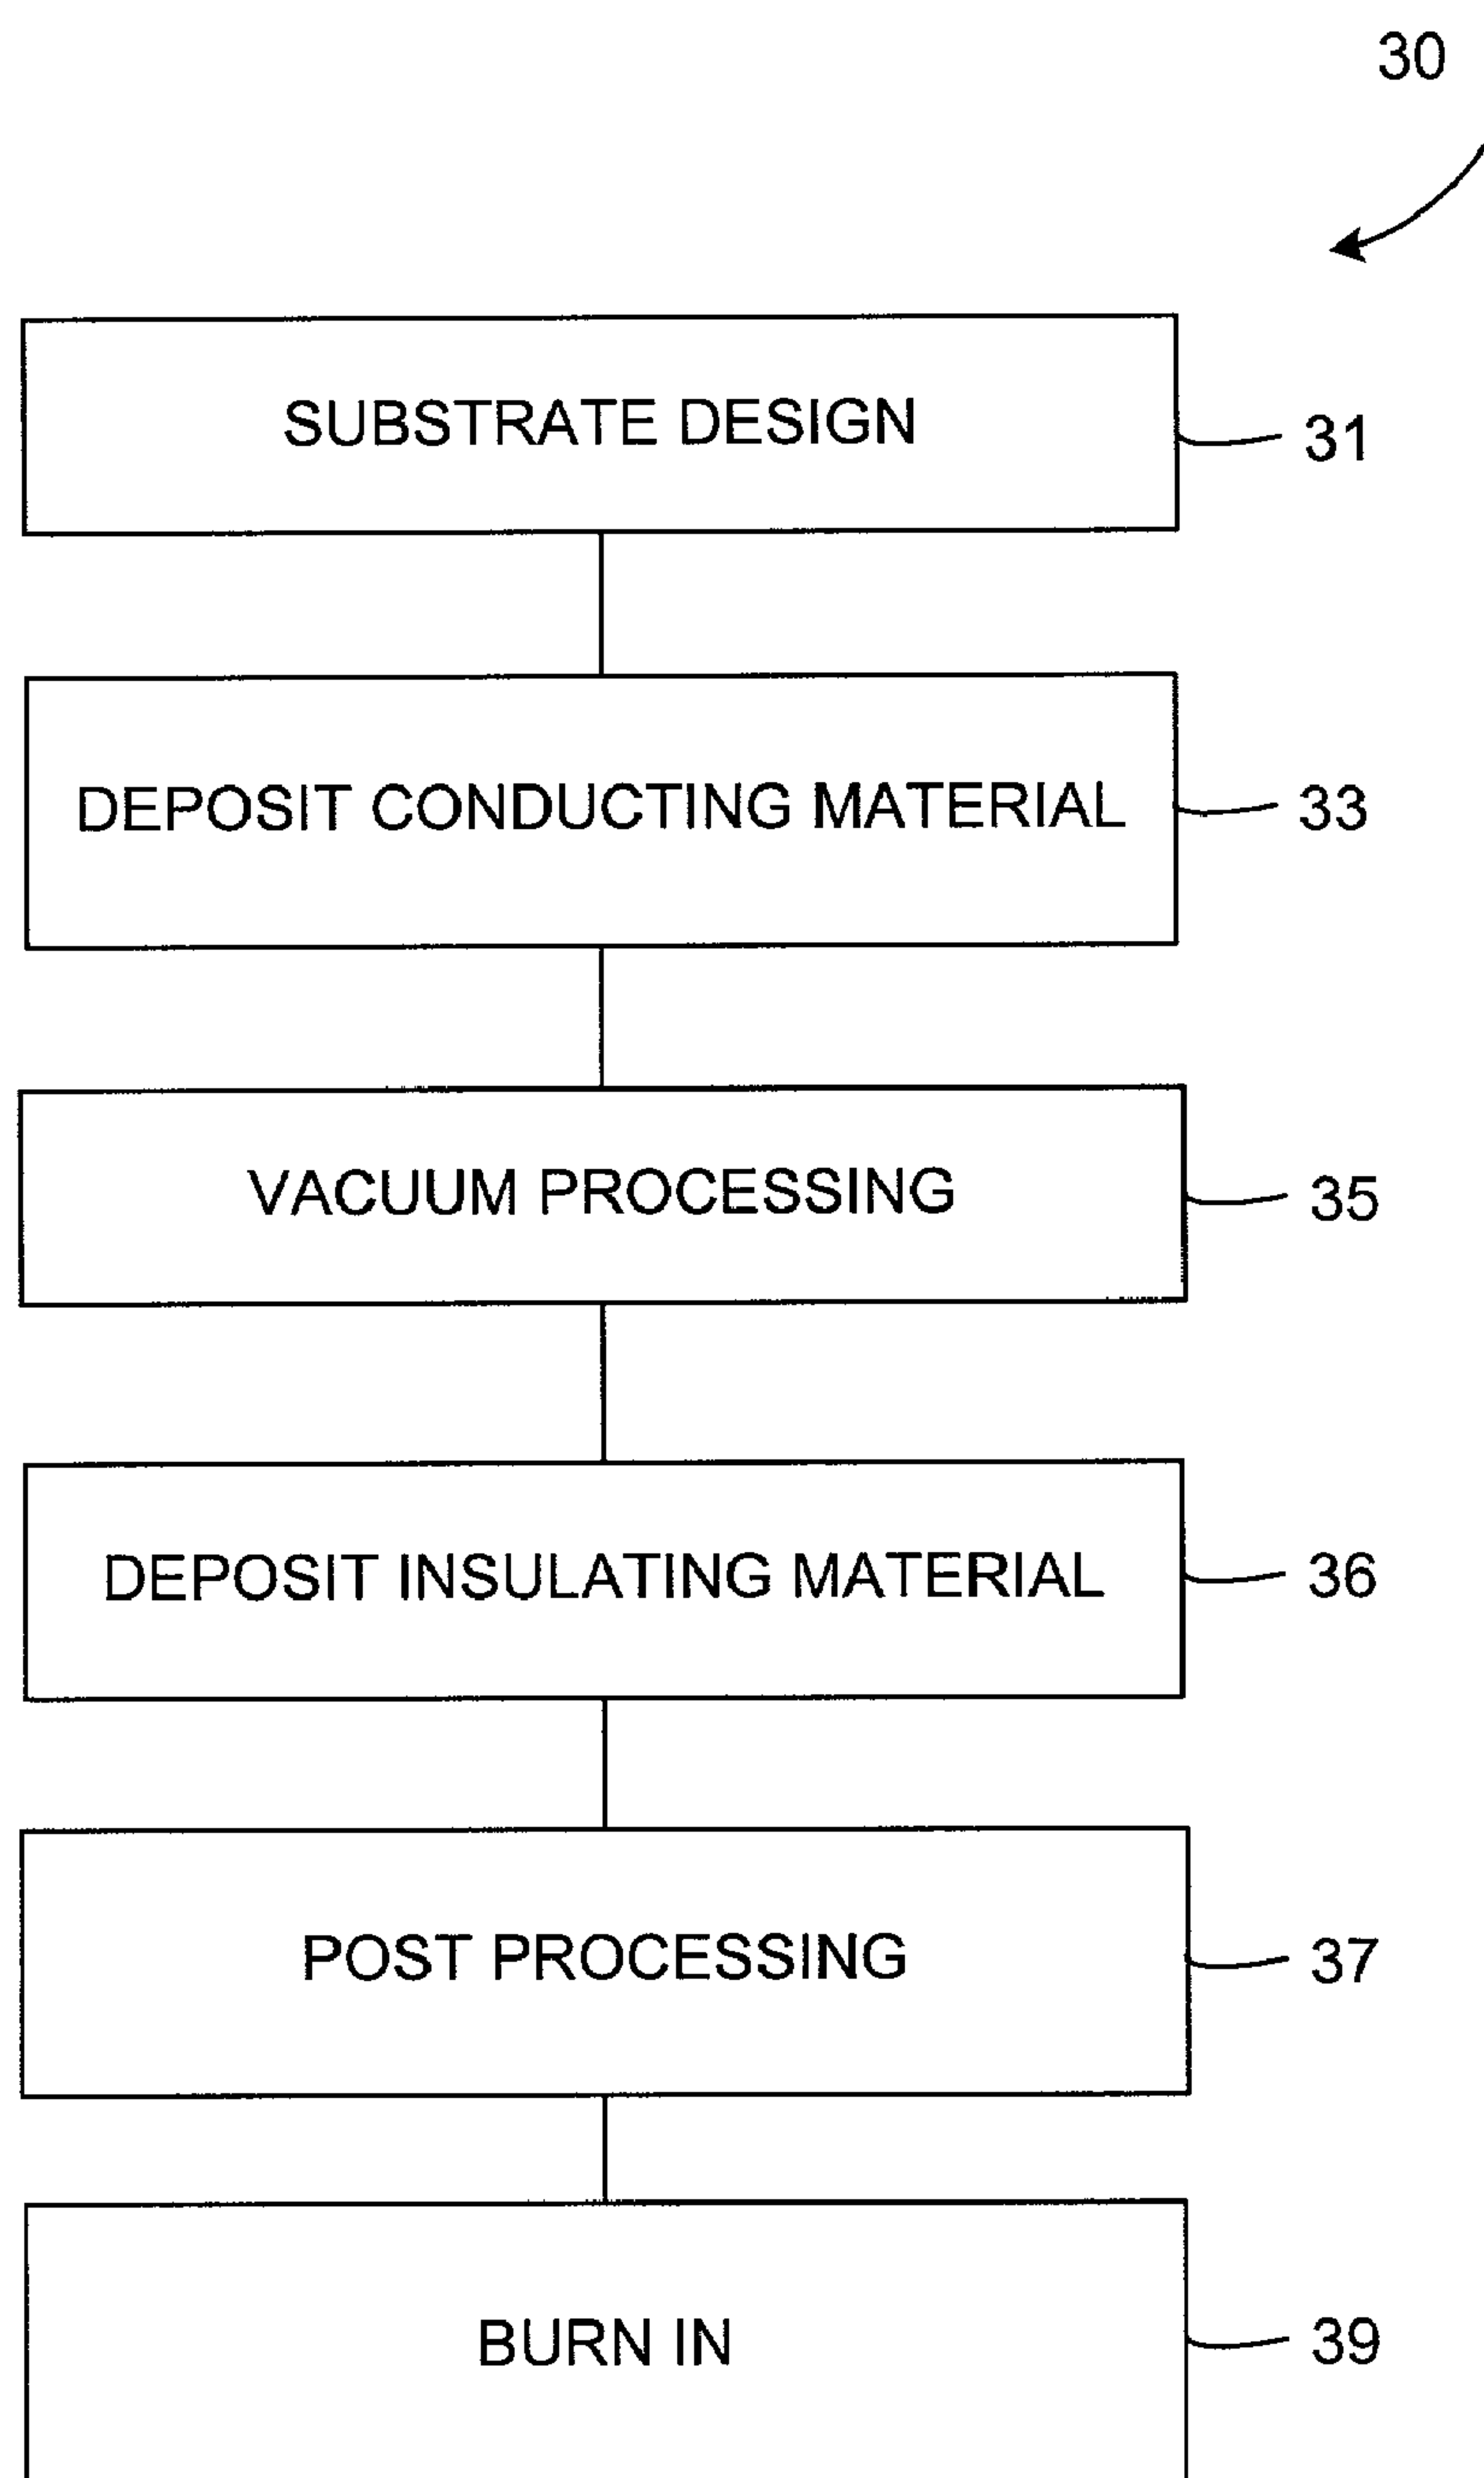 30
SUBSTRATE DESIGN
31
DEPOSIT CONDUCTING MATERIAL
33
VACUUM PROCESSING
35
DEPOSIT INSULATING MATERIAL
36
POST PROCESSING
37
BURN IN
39